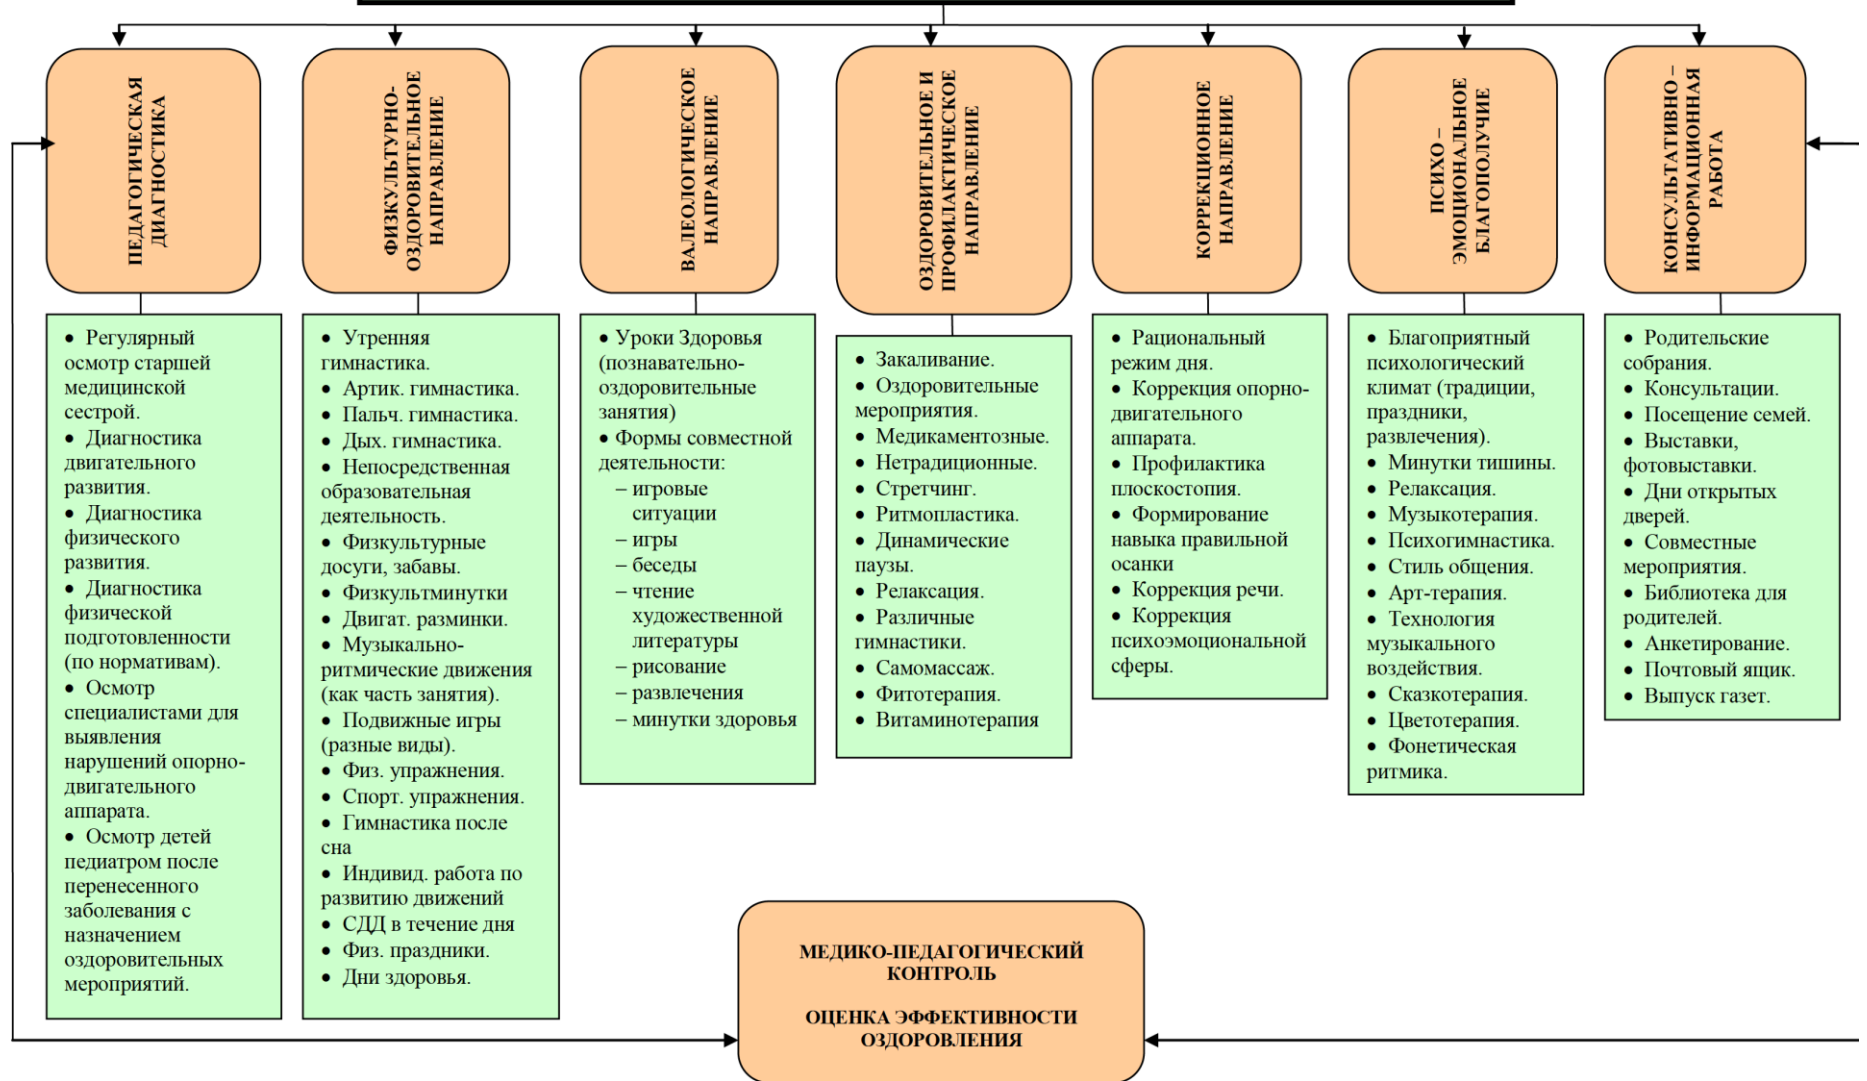 ПЕДАГОГИЧЕСКАЯ
ДИАГНОСТИКА
ФИЗКУЛЬТУРНО-
ОЗДОРОВИТЕЛЬНОЕ
НАПРАВЛЕНИЕ
ВАЛЕОЛОГИЧЕСКОЕ
НАПРАВЛЕНИЕ
ОЗДОРОВИТЕЛЬНОЕ И
ПРОФИЛАКТИЧЕСКОЕ
НАПРАВЛЕНИЕ
КОРРЕКЦИОННОЕ
НАПРАВЛЕНИЕ
ПСИХО –
ЭМОЦИОНАЛЬНОЕ
БЛАГОПОЛУЧИЕ
КОНСУЛЬТАТИВНО –
ИНФОРМАЦИОННАЯ
РАБОТА
• Регулярный
осмотр старшей
медицинской
сестрой.
• Диагностика
двигательного
развития.
• Диагностика
физического
развития.
• Диагностика
физической
подготовленности
(по нормативам).
• Осмотр
специалистами для
выявления
нарушений опорно-
двигательного
аппарата.
• Осмотр детей
педиатром после
перенесенного
заболевания с
назначением
оздоровительных
мероприятий.
• Утренняя
гимнастика.
• Артик. гимнастика.
• Пальч. гимнастика.
• Дых. гимнастика.
• Непосредственная
образовательная
деятельность.
• Физкультурные
досуги, забавы.
• Физкультминутки
• Двигат. разминки.
• Музыкально-
ритмические движения
(как часть занятия).
• Подвижные игры
(разные виды).
• Физ. упражнения.
• Спорт. упражнения.
• Гимнастика после
сна
• Индивид. работа по
развитию движений
• СДД в течение дня
• Физ. праздники.
• Дни здоровья.
• Уроки Здоровья
(познавательно-
оздоровительные
занятия)
• Формы совместной
деятельности:
– игровые
ситуации
– игры
– беседы
– чтение
художественной
литературы
– рисование
– развлечения
– минутки здоровья
• Закаливание.
• Оздоровительные
мероприятия.
• Медикаментозные.
• Нетрадиционные.
• Стретчинг.
• Ритмопластика.
• Динамические
паузы.
• Релаксация.
• Различные
гимнастики.
• Самомассаж.
• Фитотерапия.
• Витаминотерапия
• Рациональный
режим дня.
• Коррекция опорно-
двигательного
аппарата.
• Профилактика
плоскостопия.
• Формирование
навыка правильной
осанки
• Коррекция речи.
• Коррекция
психоэмоциональной
сферы.
• Благоприятный
психологический
климат (традиции,
праздники,
развлечения).
• Минутки тишины.
• Релаксация.
• Музыкотерапия.
• Психогимнастика.
• Стиль общения.
• Арт-терапия.
• Технология
музыкального
воздействия.
• Сказкотерапия.
• Цветотерапия.
• Фонетическая
ритмика.
• Родительские
собрания.
• Консультации.
• Посещение семей.
• Выставки,
фотовыставки.
• Дни открытых
дверей.
• Совместные
мероприятия.
• Библиотека для
родителей.
• Анкетирование.
• Почтовый ящик.
• Выпуск газет.
МЕДИКО-ПЕДАГОГИЧЕСКИЙ
КОНТРОЛЬ
ОЦЕНКА ЭФФЕКТИВНОСТИ
ОЗДОРОВЛЕНИЯ